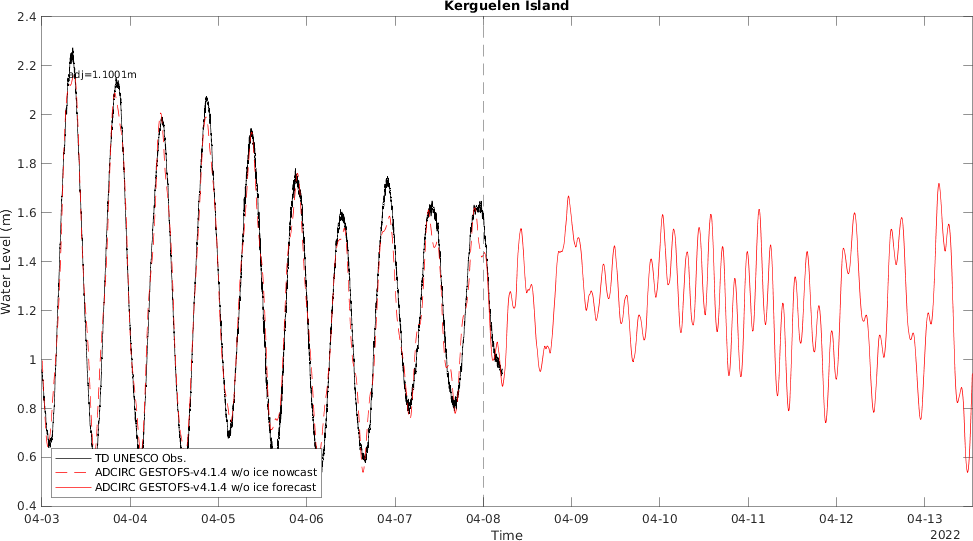 Kerguelen Island
2.4
2.2
2
1.8
1.6
1.4
1.2
1
0.8
0.6
0.4
Water Level (m)
adj=1.1001m
TD UNESCO Obs.
ADCIRC GESTOFS-v4.1.4 w/o ice nowcast
ADCIRC GESTOFS-v4.1.4 w/o ice forecast
04-03 04-04 04-05 04-06 04-07 04-08 04-09 04-10 04-11 04-12 04-13
Time
2022